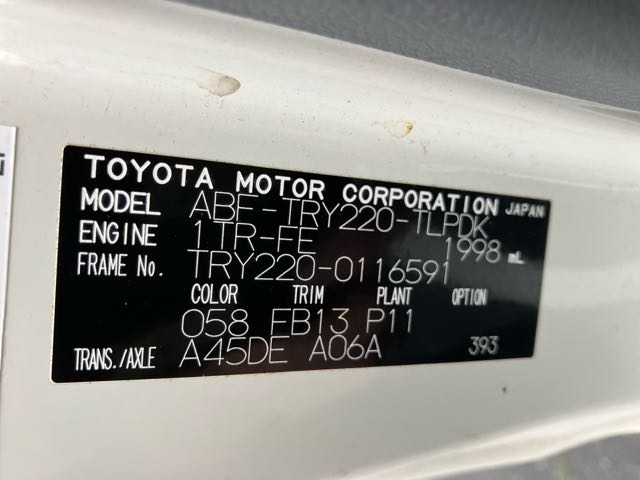 TOYOTA MOTOR CORPORATION JAPAN
MODEL ABF-TRY220-TLPDK
ENGINE 1TR-FE 1998 mL
FRAME No. TRY220-0116591
COLOR TRIM PLANT OPTION
058 FB13 P11
TRANS./AXLE A45DE A06A 393